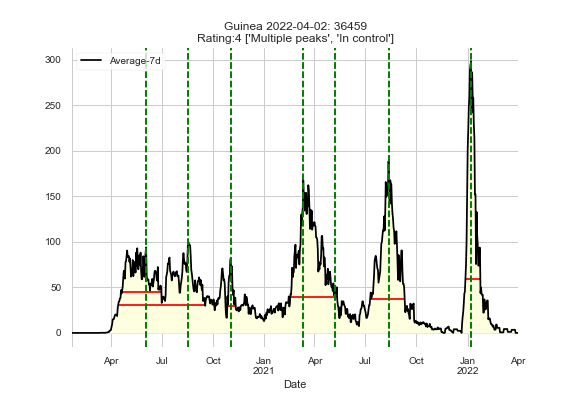 Guinea 2022-04-02: 36459
Rating:4 ['Multiple peaks', 'In control']
Average-7d
300
250
200
150
100
50
0
Apr Jul Oct Jan Apr Jul Oct Jan Apr
2021 2022
Date